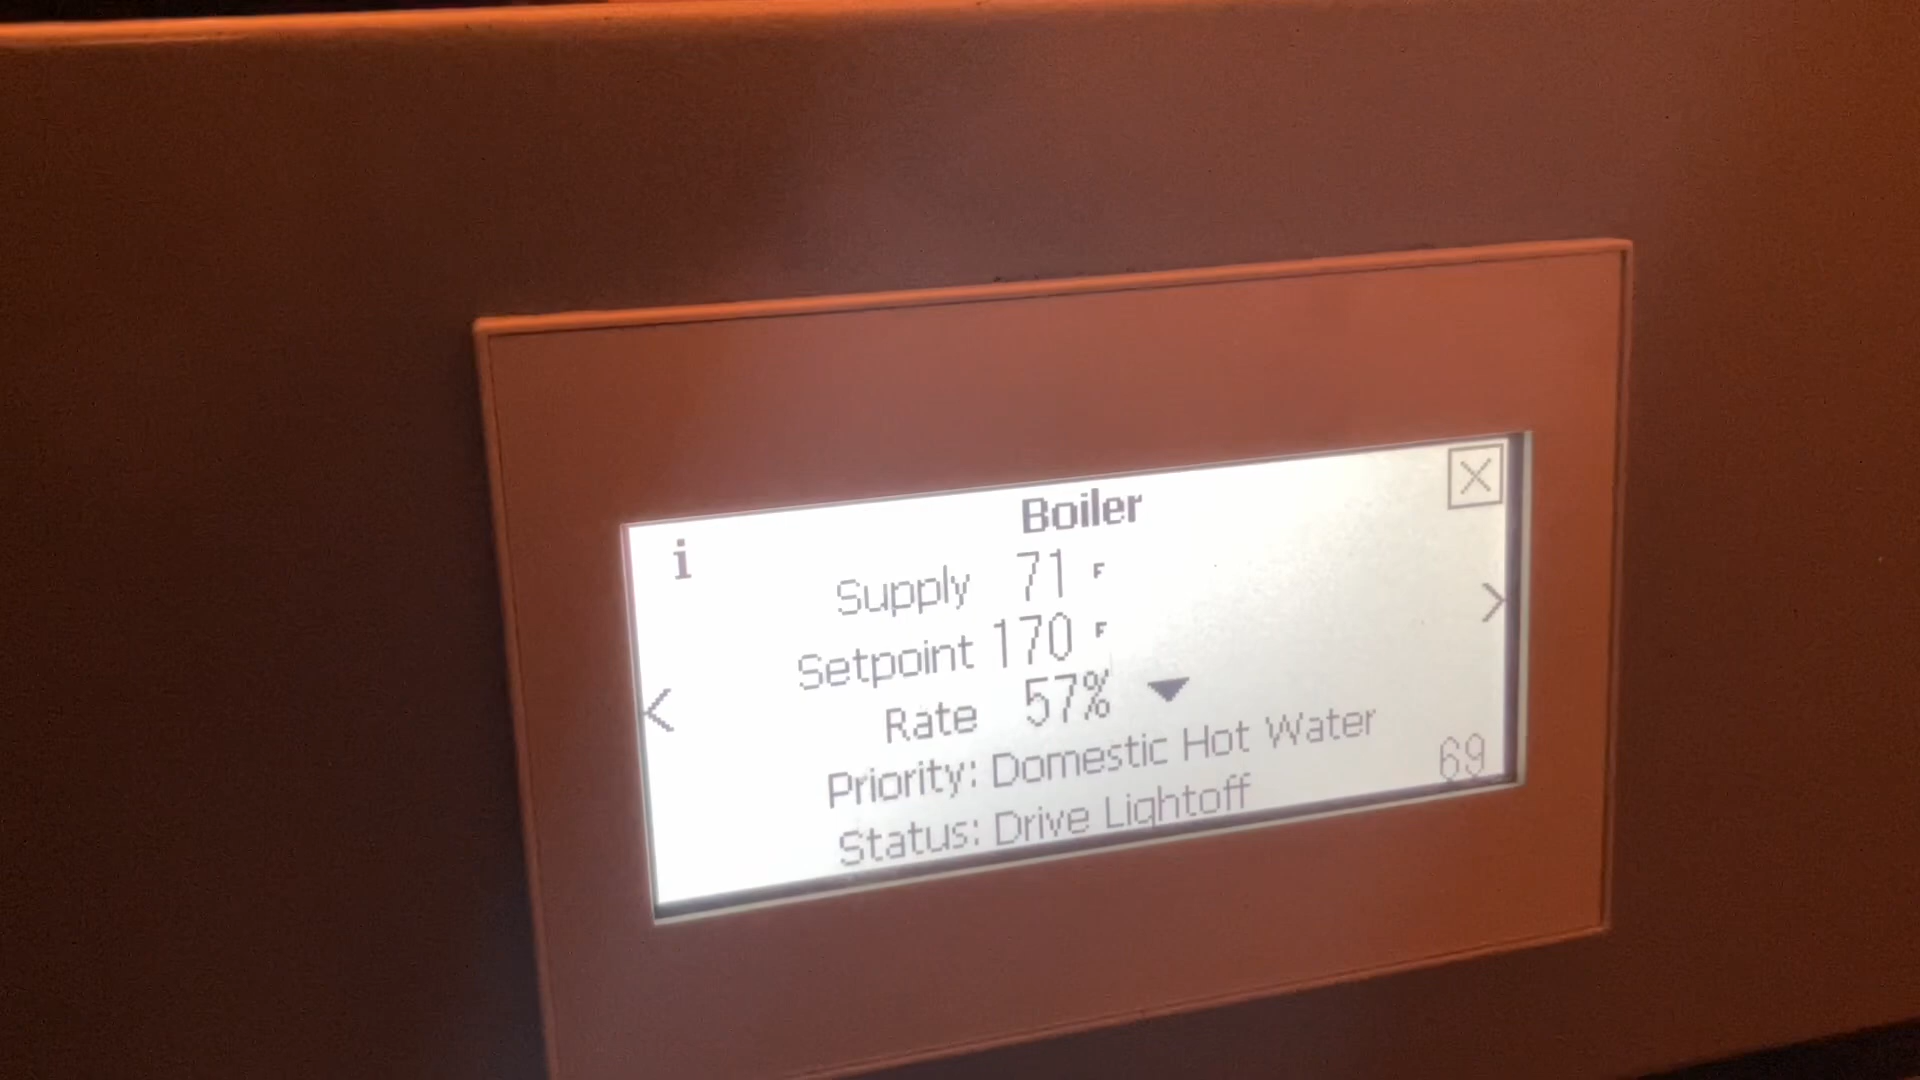 Boiler
i
Supply 71 F
Setpoint 170 F
Rate 57%
Priority: Domestic Hot Water
Status: Drive Lightoff 69